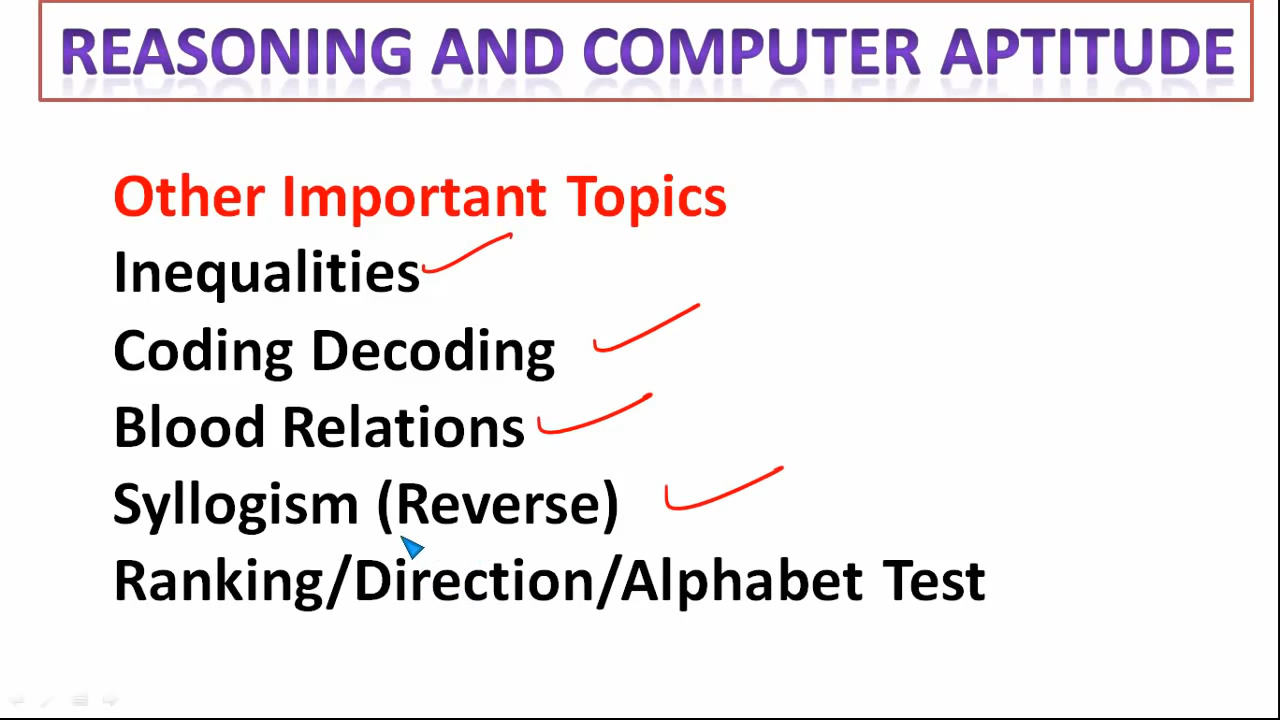 REASONING AND COMPUTER APTITUDE
Other Important Topics
Inequalities
Coding Decoding
Blood Relations
Syllogism (Reverse)
Ranking/Direction/Alphabet Test